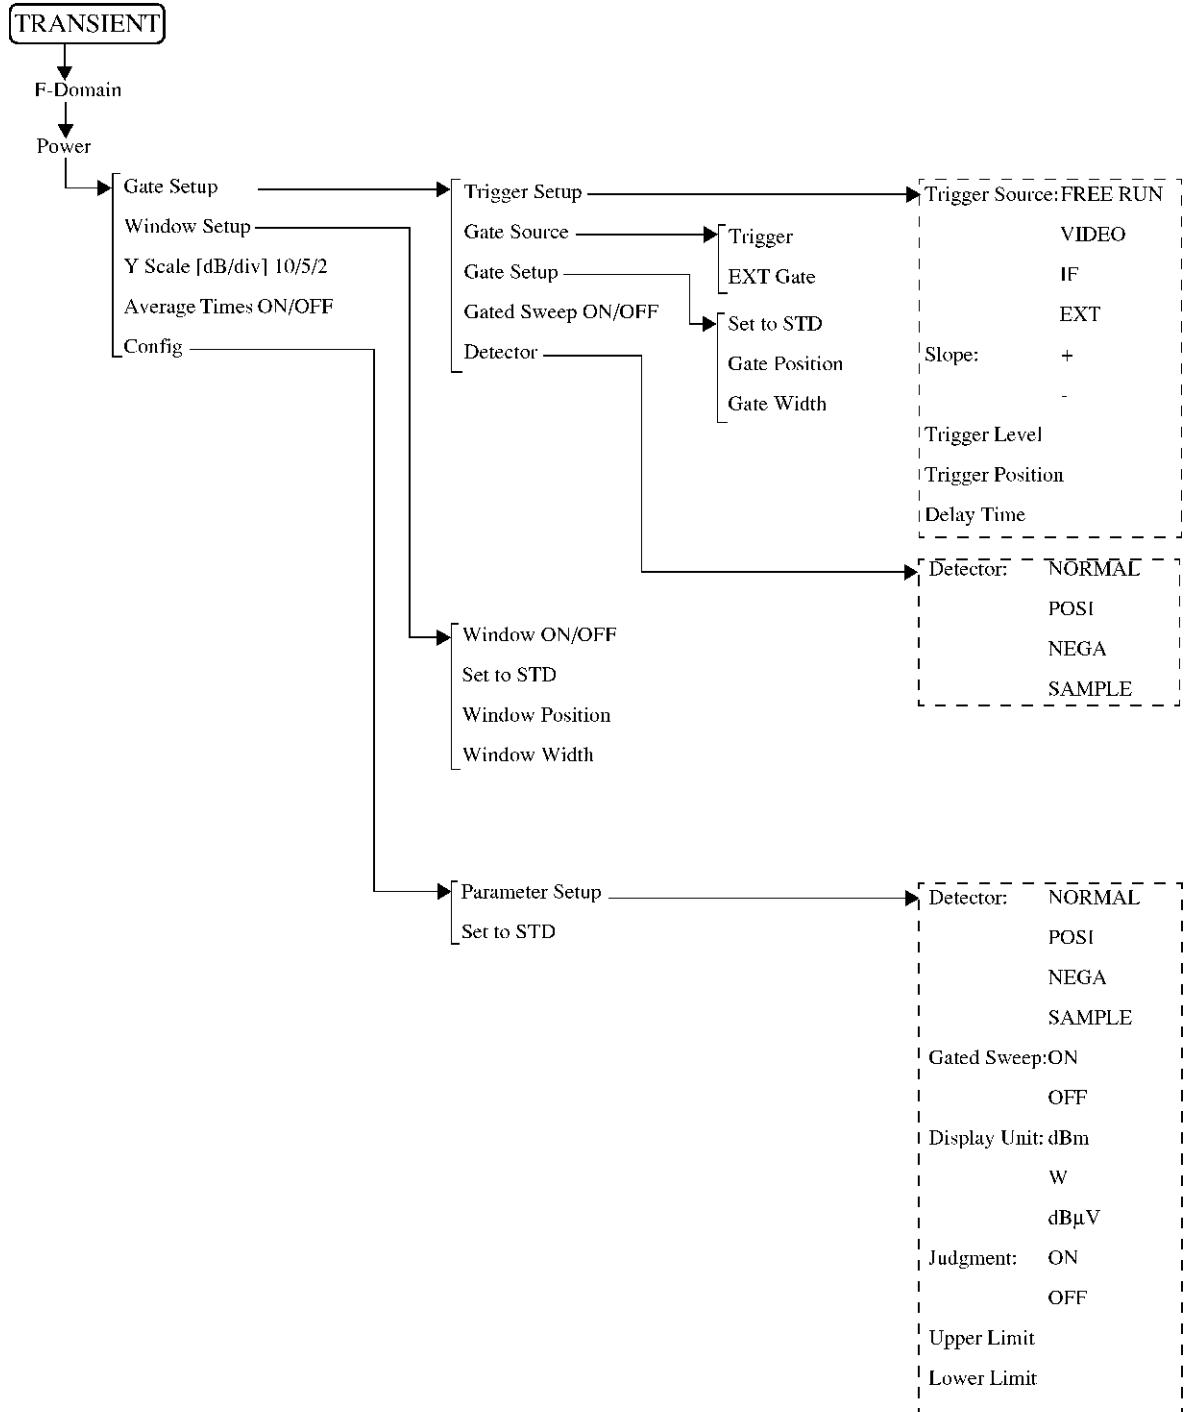 TRANSIENT
F-Domain
Power
Gate Setup
Window Setup
Y Scale [dB/div] 10/5/2
Average Times ON/OFF
Config
Trigger Setup
Gate Source
Gate Setup
Gated Sweep ON/OFF
Detector
Trigger
EXT Gate
Set to STD
Gate Position
Gate Width
Trigger Source: FREE RUN
VIDEO
IF
EXT
Slope: +
-
Trigger Level
Trigger Position
Delay Time
Detector: NORMAL
POSI
NEGA
SAMPLE
Window ON/OFF
Set to STD
Window Position
Window Width
Parameter Setup
Set to STD
Detector: NORMAL
POSI
NEGA
SAMPLE
Gated Sweep: ON
OFF
Display Unit: dBm
W
dBµV
Judgment: ON
OFF
Upper Limit
Lower Limit